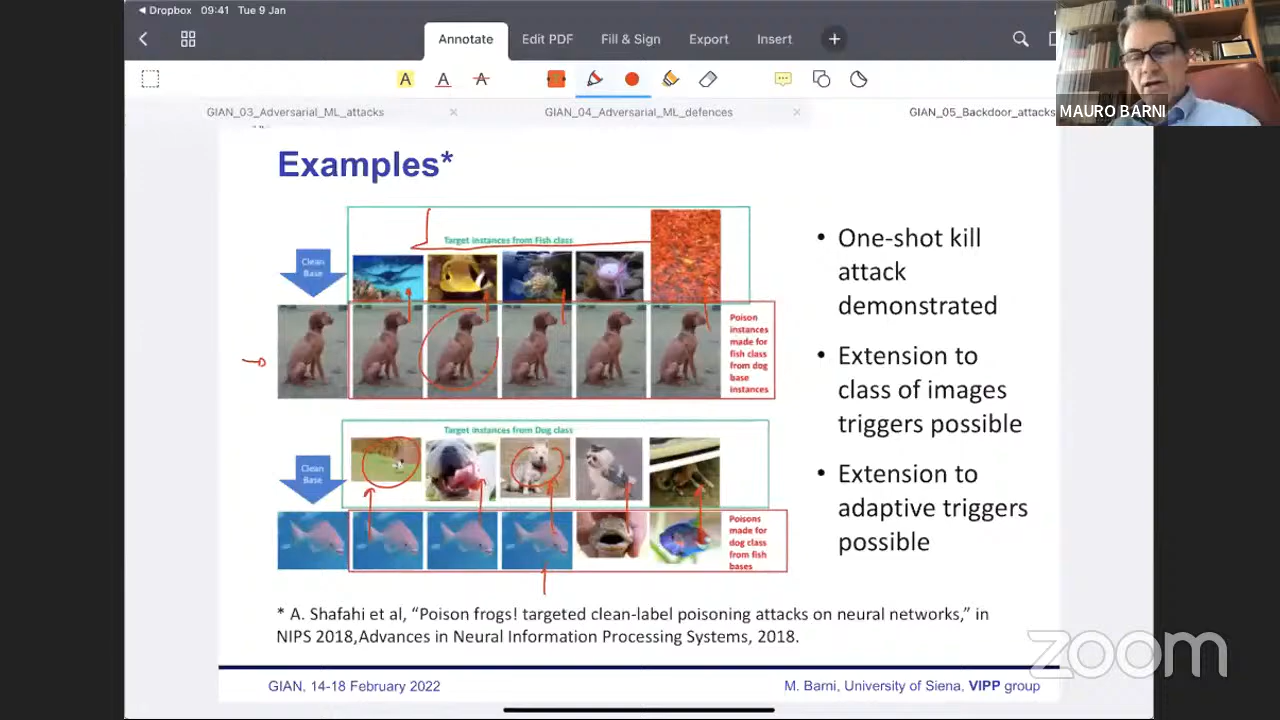 Dropbox 09:41 Tue 9 Jan
Annotate Edit PDF Fill & Sign Export Insert
A A A
GIAN_03_Adversarial_ML_attacks GIAN_04_Adversarial_ML_defences GIAN_05_Backdoor_attacks
MAURO BARNI
Examples*
Target instances from Fish class
Clean
Base
Poison
instances
made for
fish class
from dog
base
instances
Target instances from Dog class
Clean
Base
Poisons
made for
dog class
from fish
bases
• One-shot kill
attack
demonstrated
• Extension to
class of images
triggers possible
• Extension to
adaptive triggers
possible
* A. Shafahi et al, “Poison frogs! targeted clean-label poisoning attacks on neural networks,” in
NIPS 2018,Advances in Neural Information Processing Systems, 2018.
zoom
GIAN, 14-18 February 2022 M. Barni, University of Siena, VIPP group